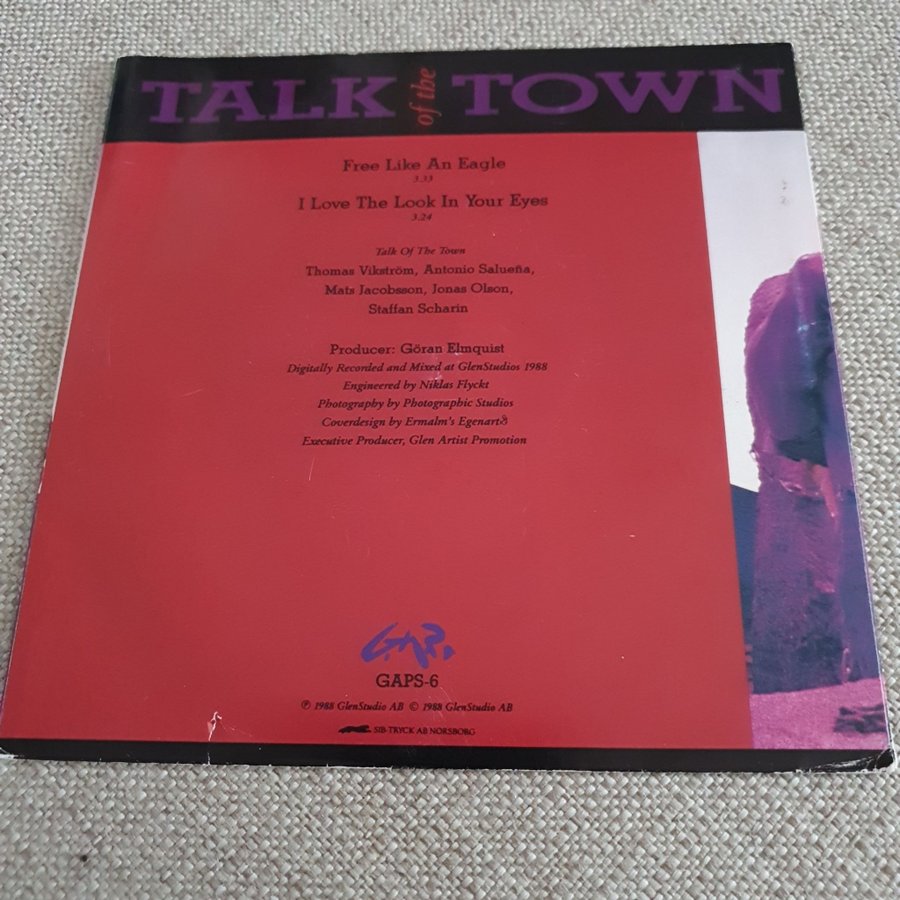 TALK of the TOWN
Free Like An Eagle
3.33
I Love The Look In Your Eyes
3.24
Talk Of The Town
Thomas Vikström, Antonio Salueña,
Mats Jacobsson, Jonas Olson,
Staffan Scharin
Producer: Göran Elmquist
Digitally Recorded and Mixed at GlenStudios 1988
Engineered by Niklas Flyckt
Photography by Photographic Studios
Coverdesign by Ermalm's Egenart
Executive Producer, Glen Artist Promotion
G.A.P.
GAPS-6
℗ 1988 GlenStudio AB © 1988 GlenStudio AB
SIB-TRYCK AB NORSBORG